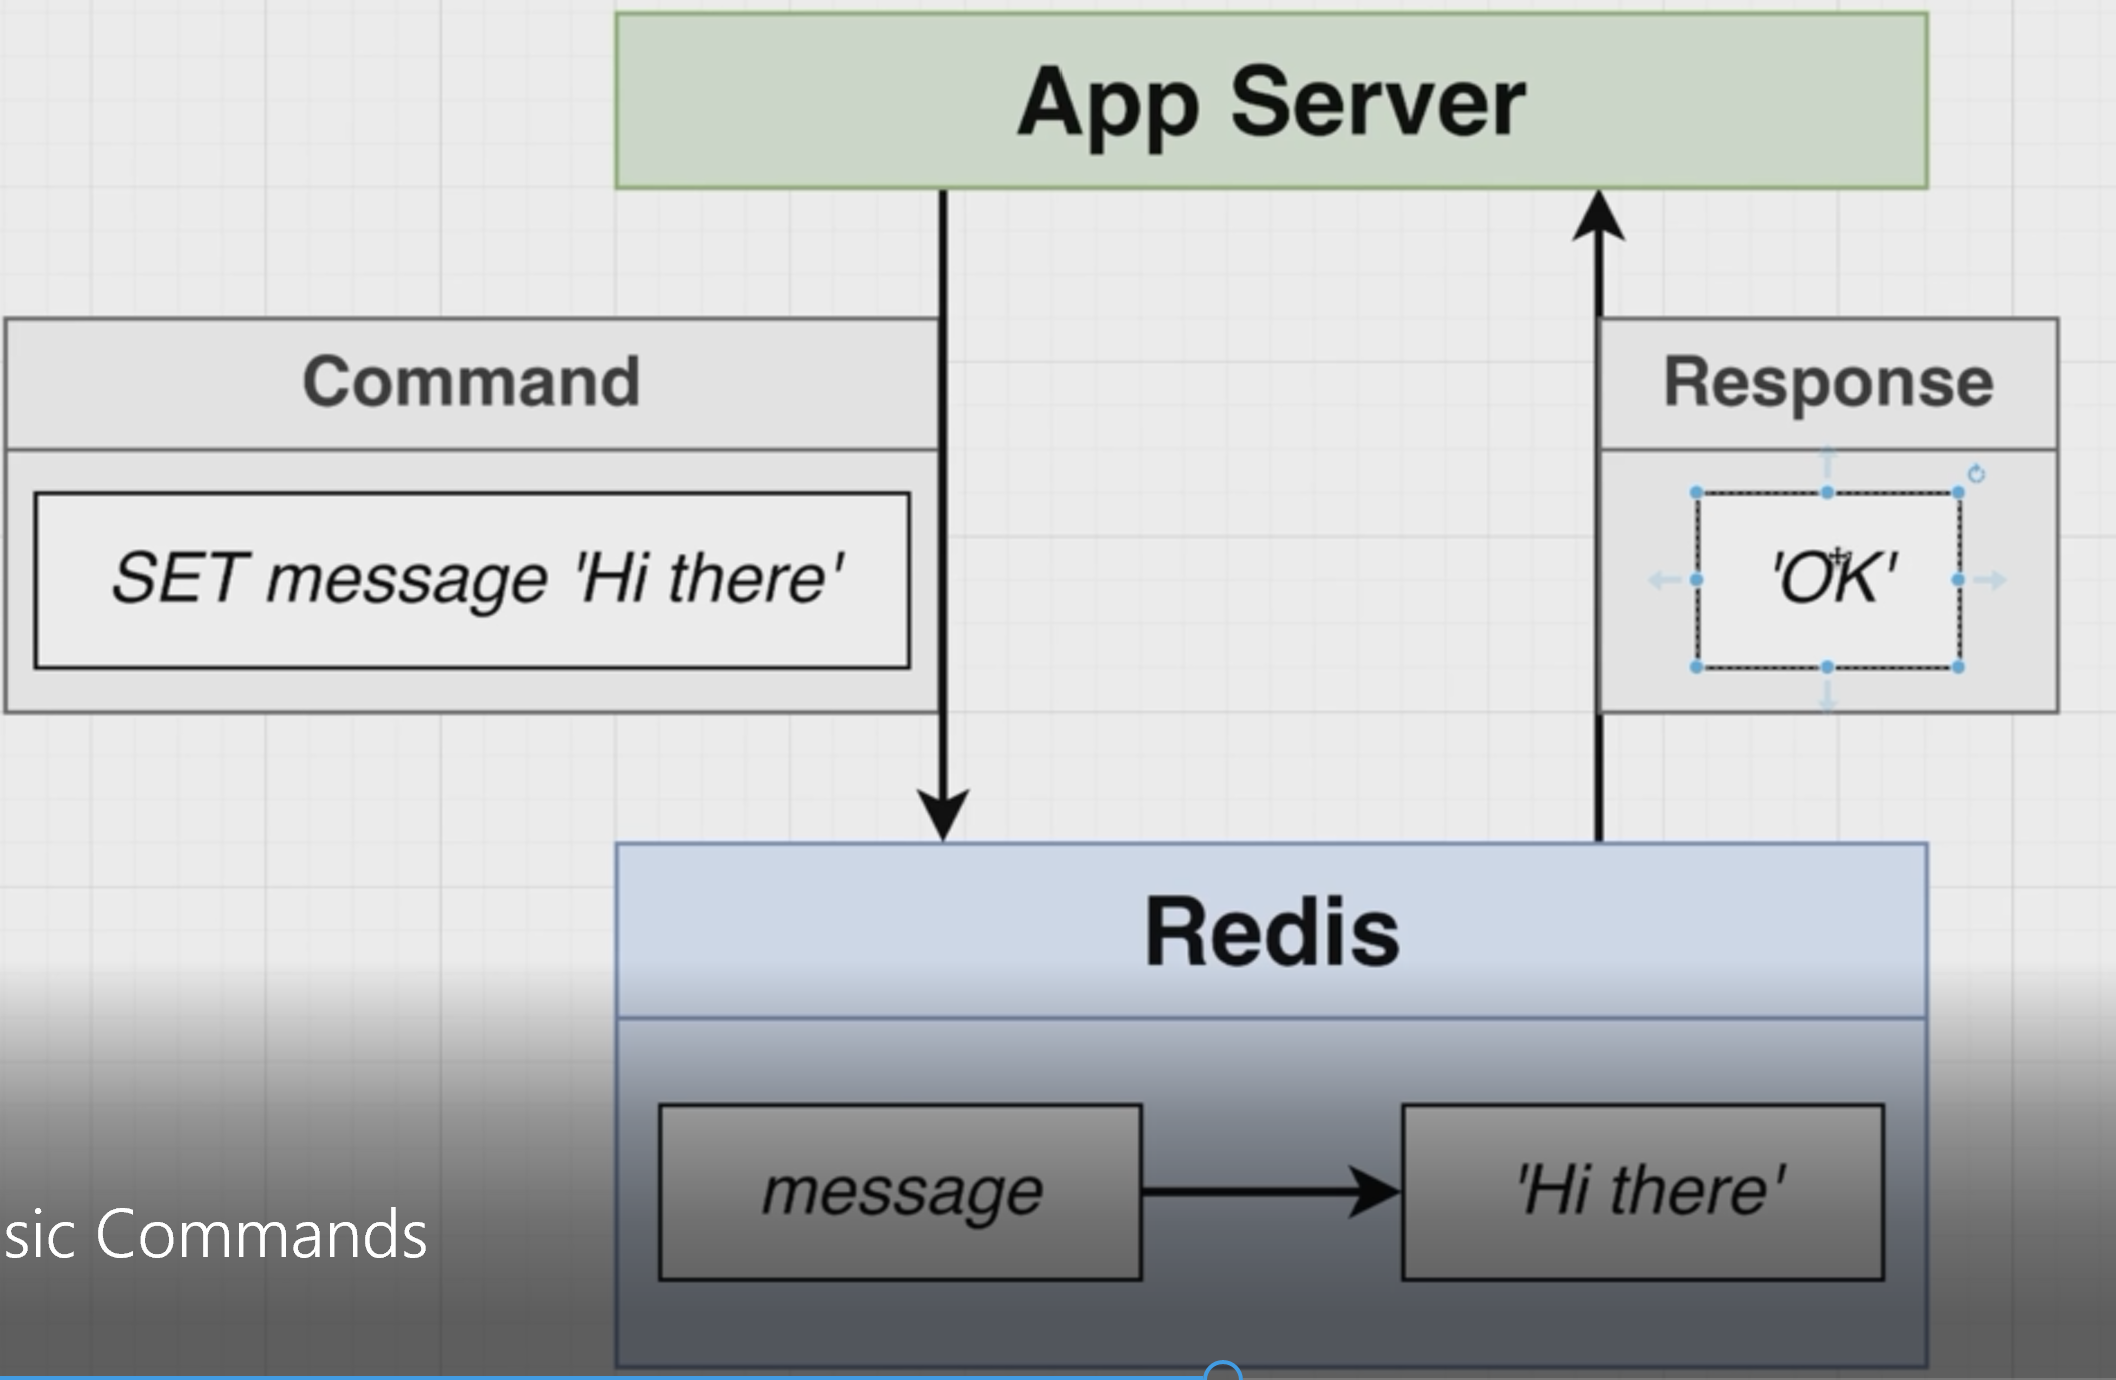 App Server
Command
Response
SET message 'Hi there'
'OK'
Redis
message
'Hi there'
sic Commands